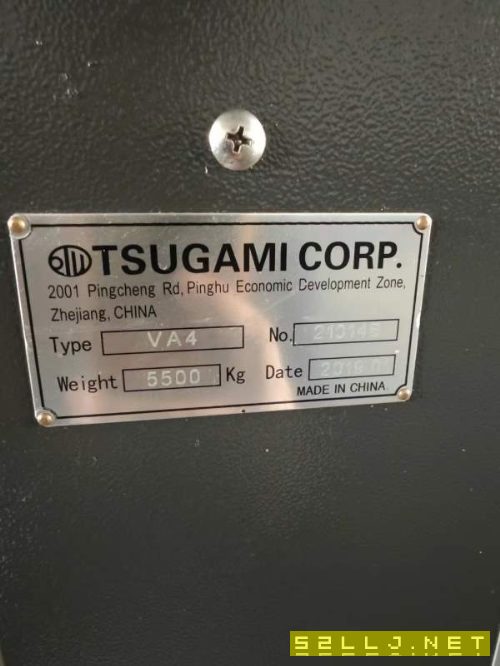 TSUGAMI CORP.
2001 Pingcheng Rd, Pinghu Economic Development Zone,
Zhejiang, CHINA
Type VA4 No.
Weight 5500 Kg Date
MADE IN CHINA
52LLJ.NET